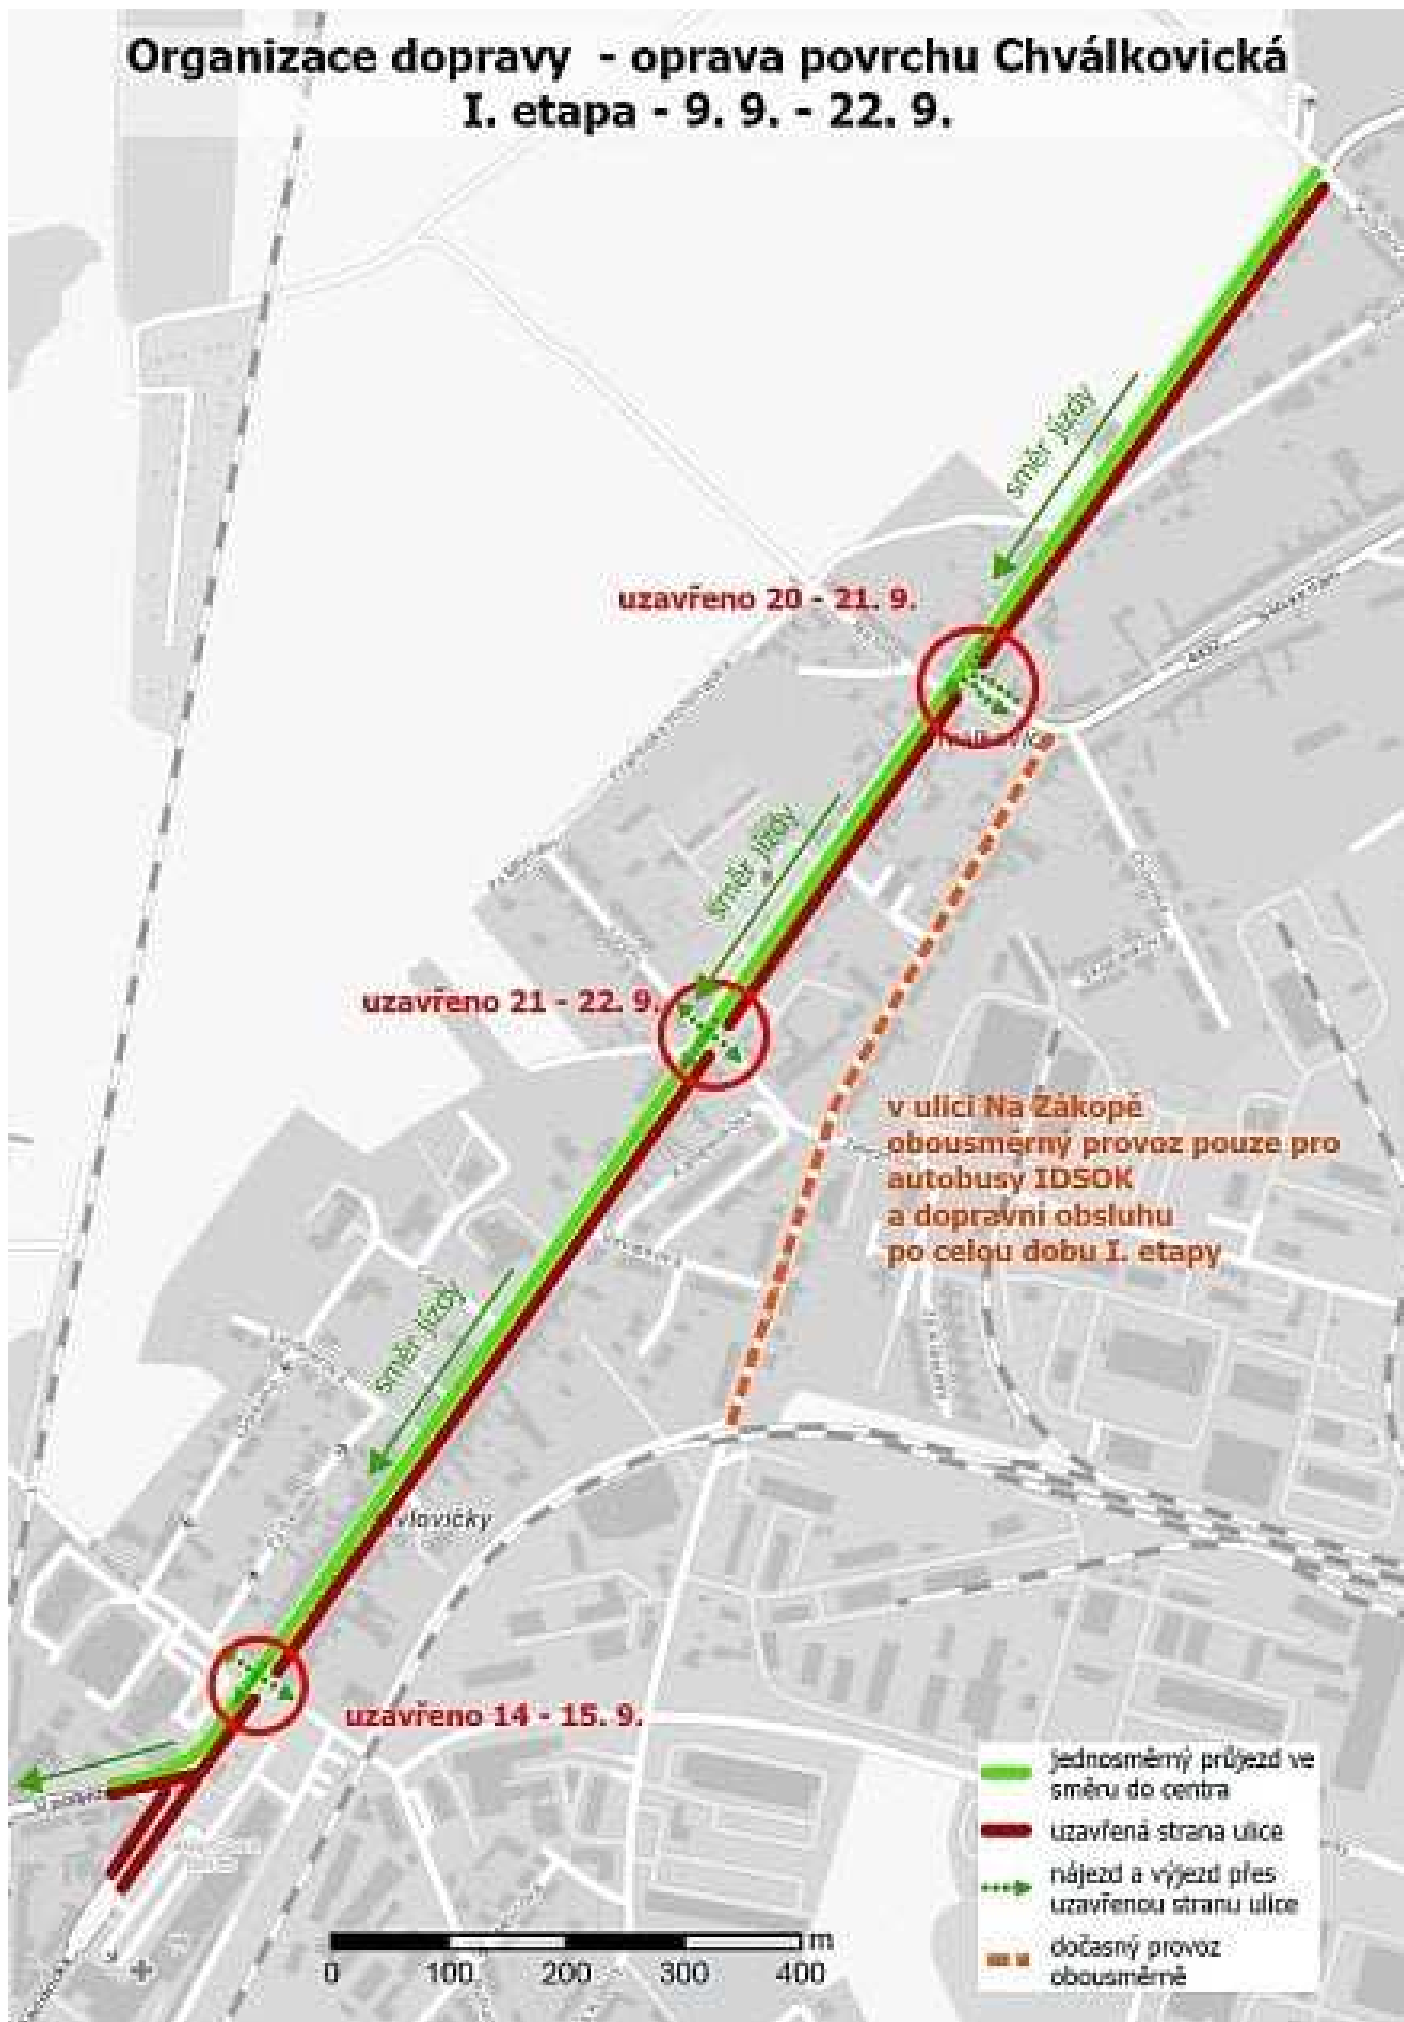 Organizace dopravy - oprava povrchu Chválkovická
I. etapa - 9. 9. - 22. 9.
směr jízdy
uzavřeno 20 - 21. 9.
směr jízdy
uzavřeno 21 - 22. 9.
v ulici Na Zákopě
obousměrný provoz pouze pro
autobusy IDSOK
a dopravní obsluhu
po celou dobu I. etapy
směr jízdy
vlovičky
uzavřeno 14 - 15. 9.
jednosměrný průjezd ve
směru do centra
uzavřená strana ulice
nájezd a výjezd přes
uzavřenou stranu ulice
dočasný provoz
obousměrně
m
0 100 200 300 400